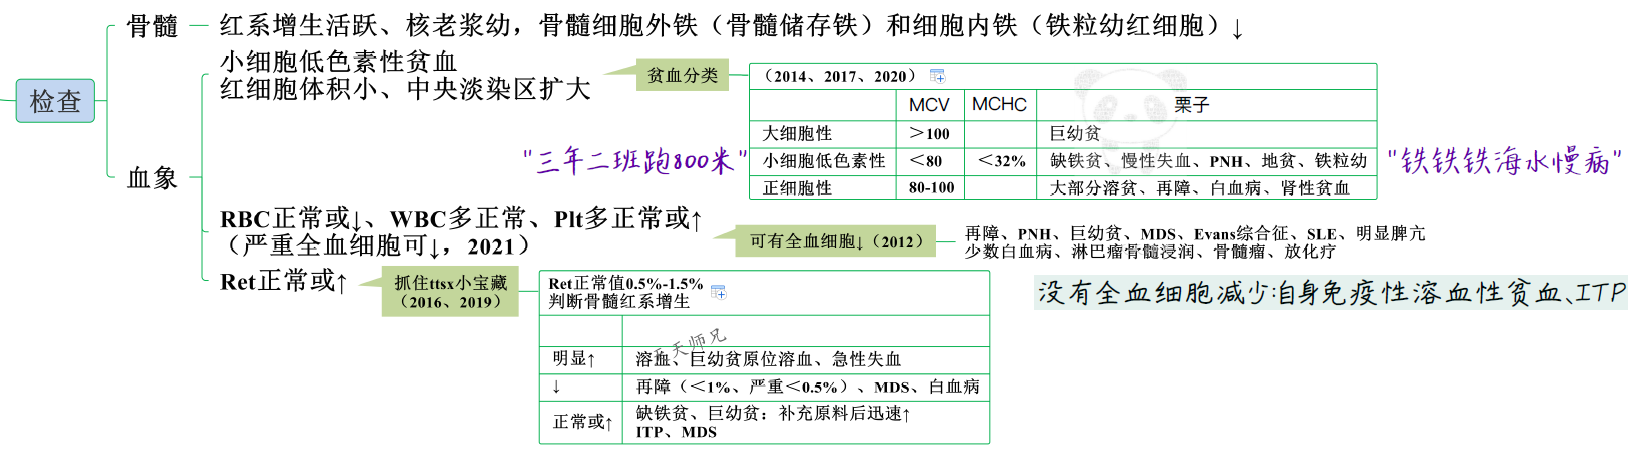 检查
骨髓
红系增生活跃、核老浆幼，骨髓细胞外铁（骨髓储存铁）和细胞内铁（铁粒幼红细胞）↓
血象
小细胞低色素性贫血
红细胞体积小、中央淡染区扩大
贫血分类
（2014、2017、2020）
MCV MCHC 栗子
大细胞性 ＞100 巨幼贫
小细胞低色素性 ＜80 ＜32% 缺铁贫、慢性失血、PNH、地贫、铁粒幼
正细胞性 80-100 大部分溶贫、再障、白血病、肾性贫血
"三年二班跑800米"
"铁铁铁海水慢病"
RBC正常或↓、WBC多正常、Plt多正常或↑
（严重全血细胞可↓，2021）
可有全血细胞↓（2012）
再障、PNH、巨幼贫、MDS、Evans综合征、SLE、明显脾亢
少数白血病、淋巴瘤骨髓浸润、骨髓瘤、放化疗
没有全血细胞减少:自身免疫性溶血性贫血、ITP
Ret正常或↑
抓住ttsx小宝藏
（2016、2019）
Ret正常值0.5%-1.5%
判断骨髓红系增生
天师兄
明显↑ 溶血、巨幼贫原位溶血、急性失血
↓ 再障（＜1%、严重＜0.5%）、MDS、白血病
正常或↑ 缺铁贫、巨幼贫：补充原料后迅速↑
ITP、MDS